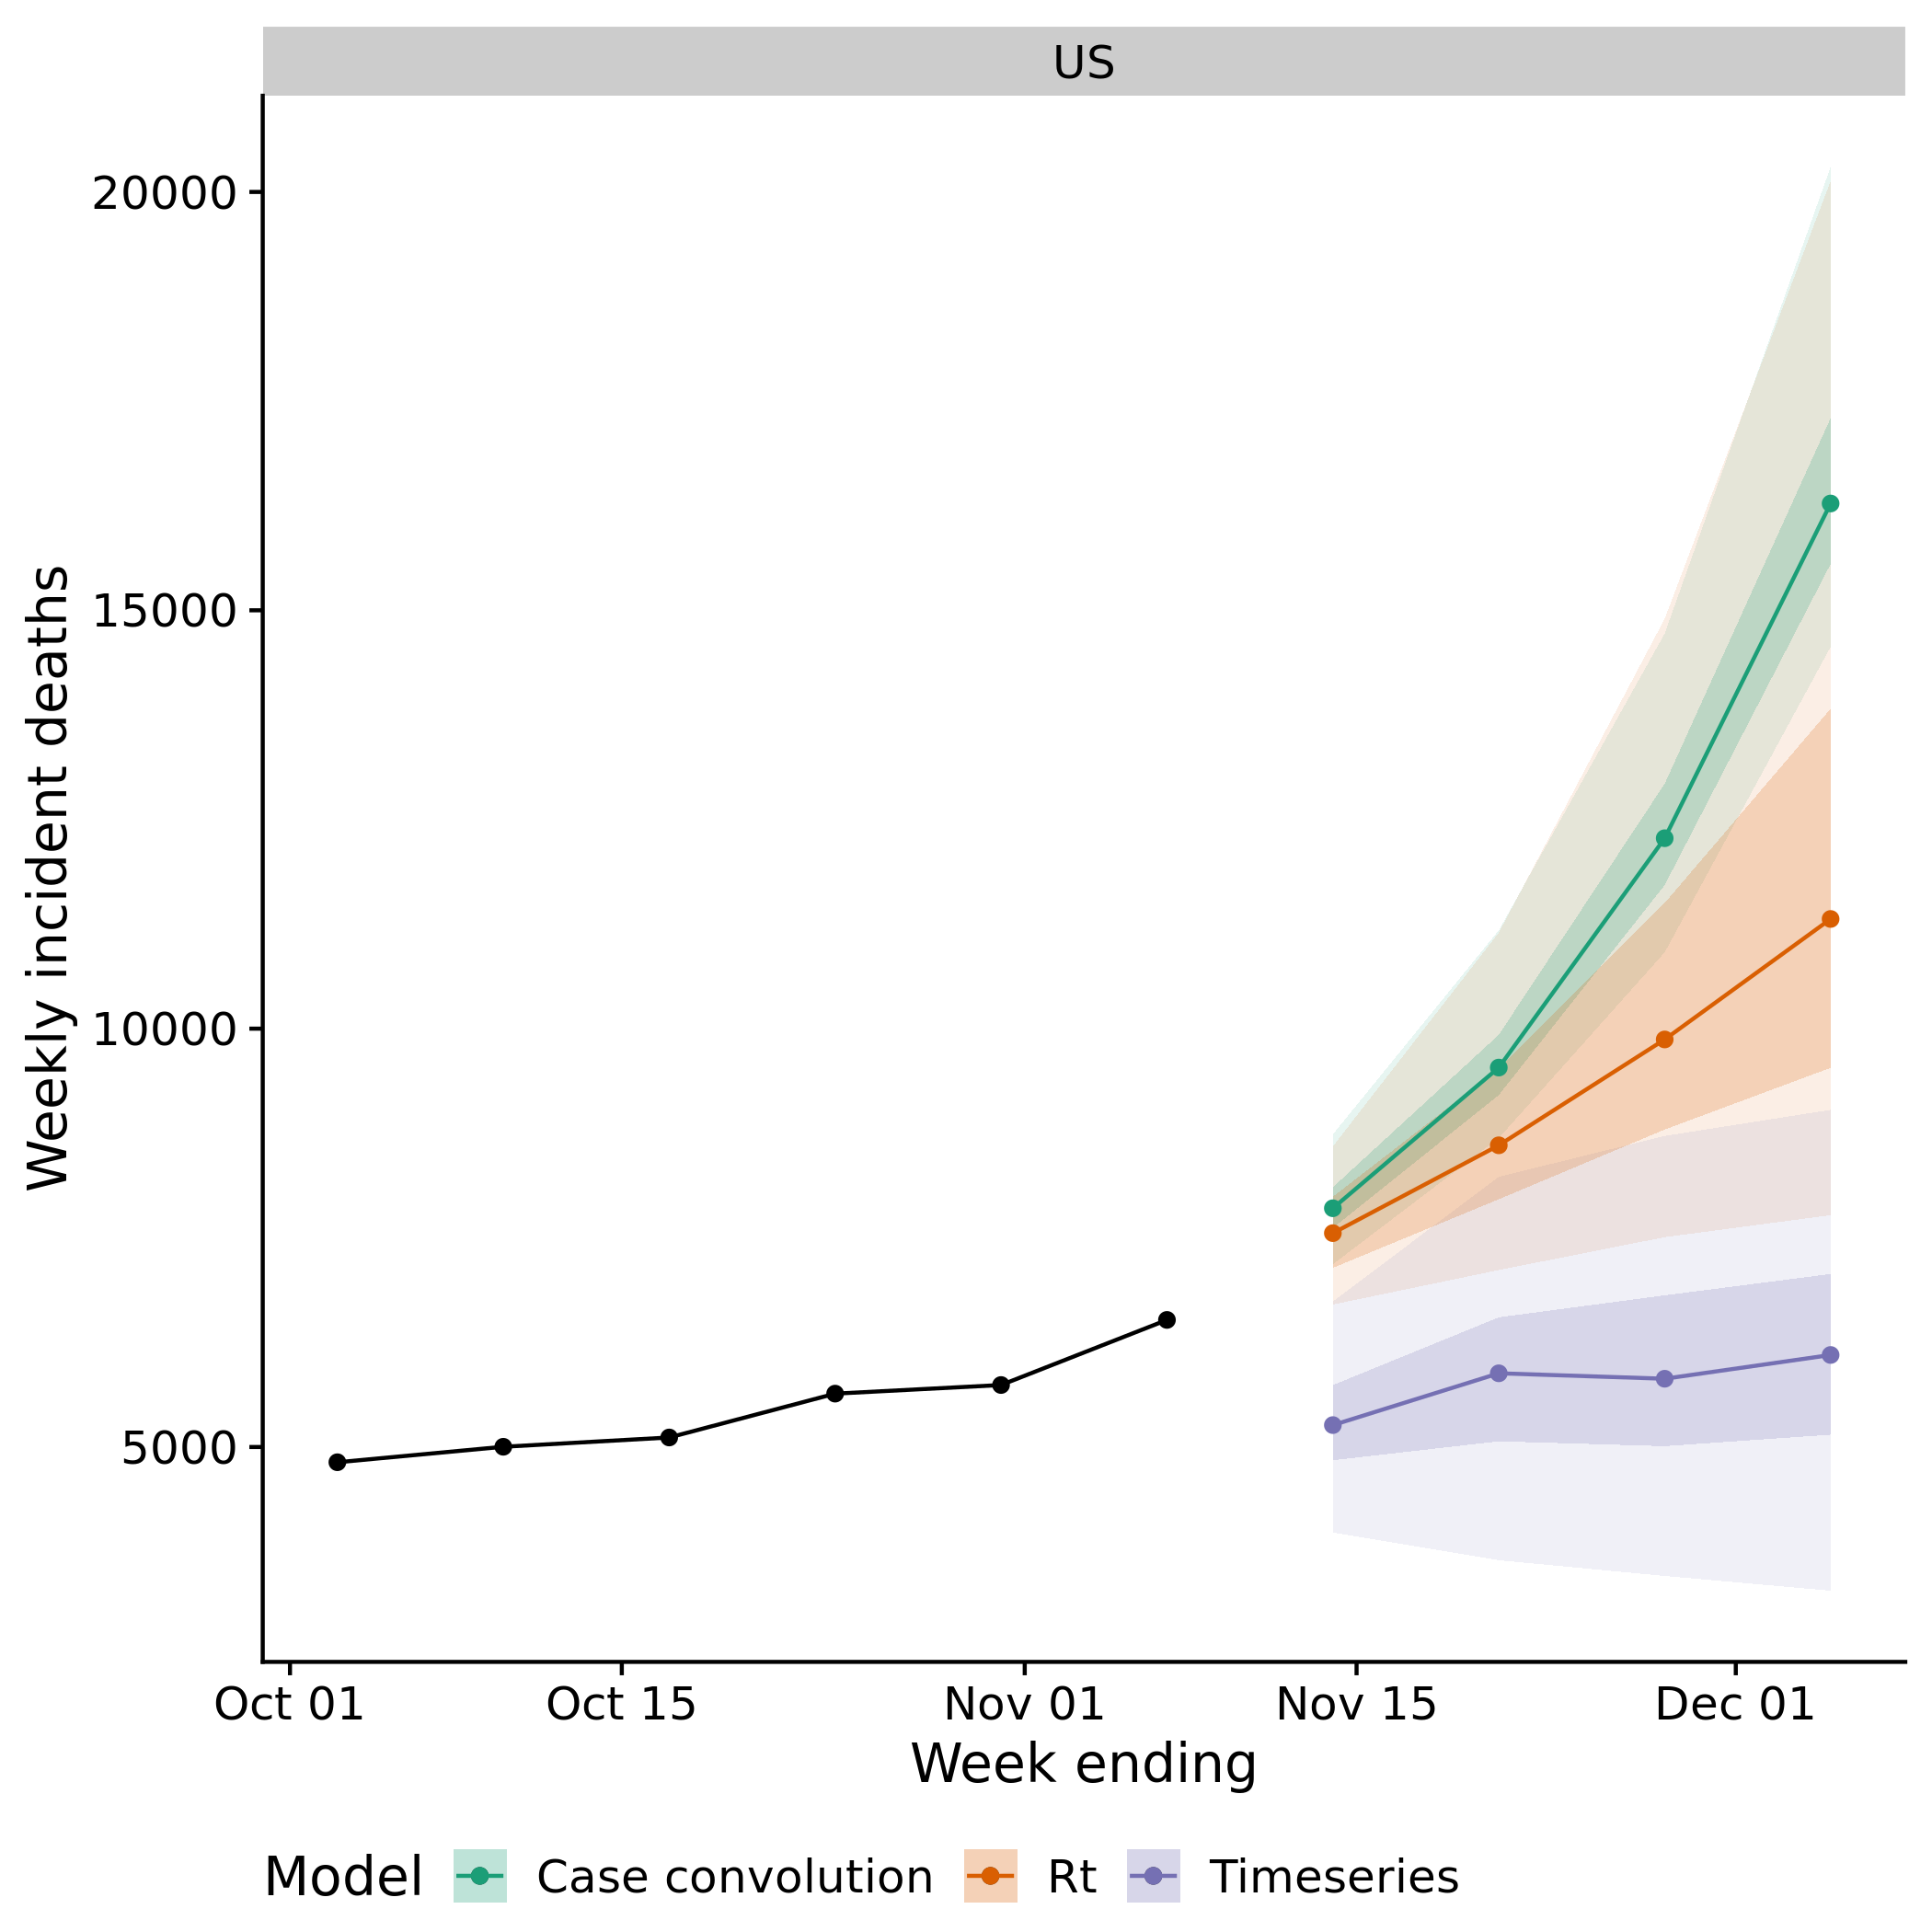 US
20000
15000
10000
5000
Weekly incident deaths
Oct 01
Oct 15
Nov 01
Nov 15
Dec 01
Week ending
Model
Case convolution
Rt
Timeseries